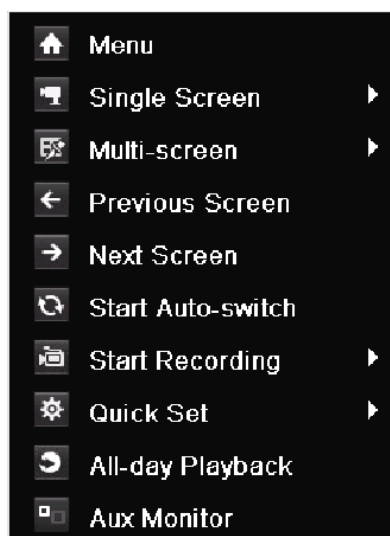 Menu
Single Screen
Multi-screen
Previous Screen
Next Screen
Start Auto-switch
Start Recording
Quick Set
All-day Playback
Aux Monitor